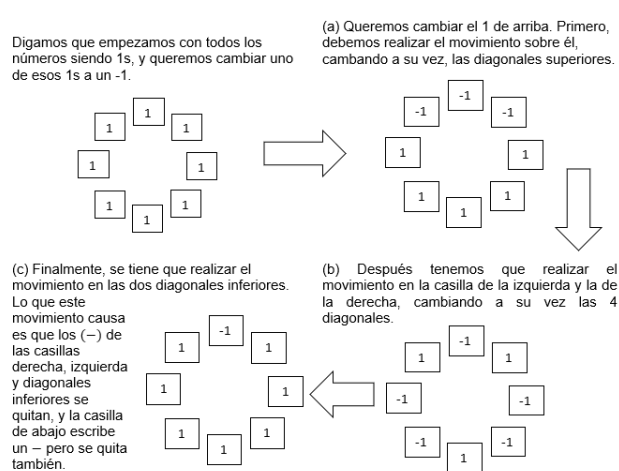 Digamos que empezamos con todos los
números siendo 1s, y queremos cambiar uno
de esos 1s a un -1.
1
1
1
1
1
1
1
1
(a) Queremos cambiar el 1 de arriba. Primero,
debemos realizar el movimiento sobre él,
cambando a su vez, las diagonales superiores.
-1
-1
-1
1
1
1
1
1
(b) Después tenemos que realizar el
movimiento en la casilla de la izquierda y la de
la derecha, cambiando a su vez las 4
diagonales.
-1
1
1
-1
-1
-1
-1
1
(c) Finalmente, se tiene que realizar el
movimiento en las dos diagonales inferiores.
Lo que este
movimiento causa
es que los (−) de
las casillas
derecha, izquierda
y diagonales
inferiores se
quitan, y la casilla
de abajo escribe
un − pero se quita
también.
-1
1
1
1
1
1
1
1